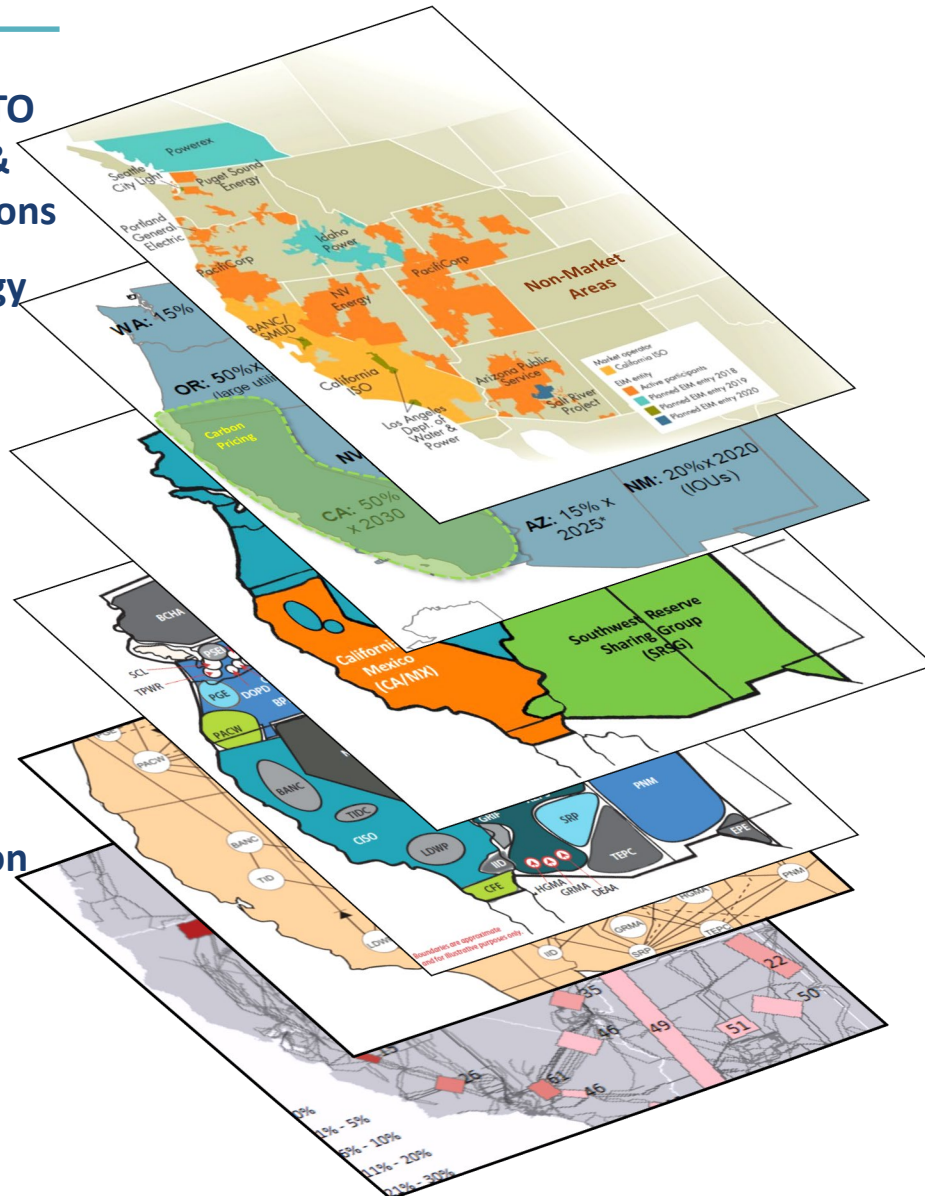 TO
&
ons
gy
on
Powerex
Seattle
City Light
Puget Sound
Energy
Portland
General
Electric
PacifiCorp
Idaho
Power
PacifiCorp
NV
Energy
Non-Market
Areas
BANC/
SMUD
California
ISO
Los Angeles
Dept. of
Water &
Power
Arizona Public
Service
Salt River
Project
Market operator
California ISO
EIM entity
Active participants
Planned EIM entry 2018
Planned EIM entry 2019
Planned EIM entry 2020
WA: 15%
OR: 50%x
(large utili
Carbon
Pricing
NV
CA: 50%
x 2030
AZ: 15% x
2025*
NM: 20%x 2020
(IOUs)
Californi
Mexico
(CA/MX)
Southwest Reserve
Sharing Group
(SRSG)
BCHA
PSEI
SCL
TPWR
PGE
DOPD
BP
PACW
BANC
TIDC
CISO
LDWP
IID
CFE
GRIF
SRP
PNM
TEPC
EPE
HGMA
GRMA
DEAA
Boundaries are approximate
and for illustrative purposes only.
PACW
BANC
TID
LDW
IID
GRMA
HGMA
SRP
TEPC
PNM
35
22
46
49
50
51
26
61
46
0%
1% - 5%
6% - 10%
11% - 20%
21% - 30%